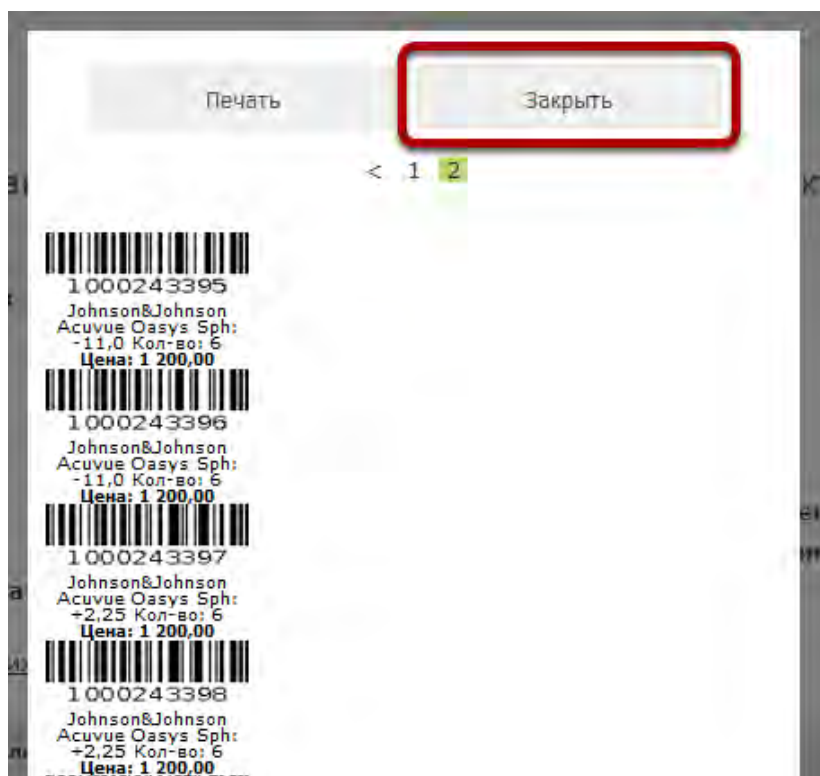 Печать
Закрыть
< 1 2
1000243395
Johnson&Johnson
Acuvue Oasys Sph:
-11,0 Кол-во: 6
Цена: 1 200,00
1000243396
Johnson&Johnson
Acuvue Oasys Sph:
-11,0 Кол-во: 6
Цена: 1 200,00
1000243397
Johnson&Johnson
Acuvue Oasys Sph:
+2,25 Кол-во: 6
Цена: 1 200,00
1000243398
Johnson&Johnson
Acuvue Oasys Sph:
+2,25 Кол-во: 6
Цена: 1 200,00